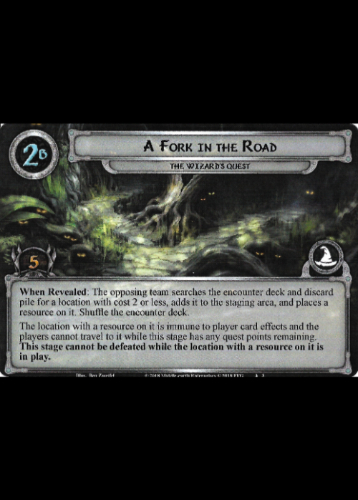 2B
A Fork in the Road
The Wizard's Quest
5
When Revealed: The opposing team searches the encounter deck and discard
pile for a location with cost 2 or less, adds it to the staging area, and places a
resource on it. Shuffle the encounter deck.
The location with a resource on it is immune to player card effects and the
players cannot travel to it while this stage has any quest points remaining.
This stage cannot be defeated while the location with a resource on it is
in play.